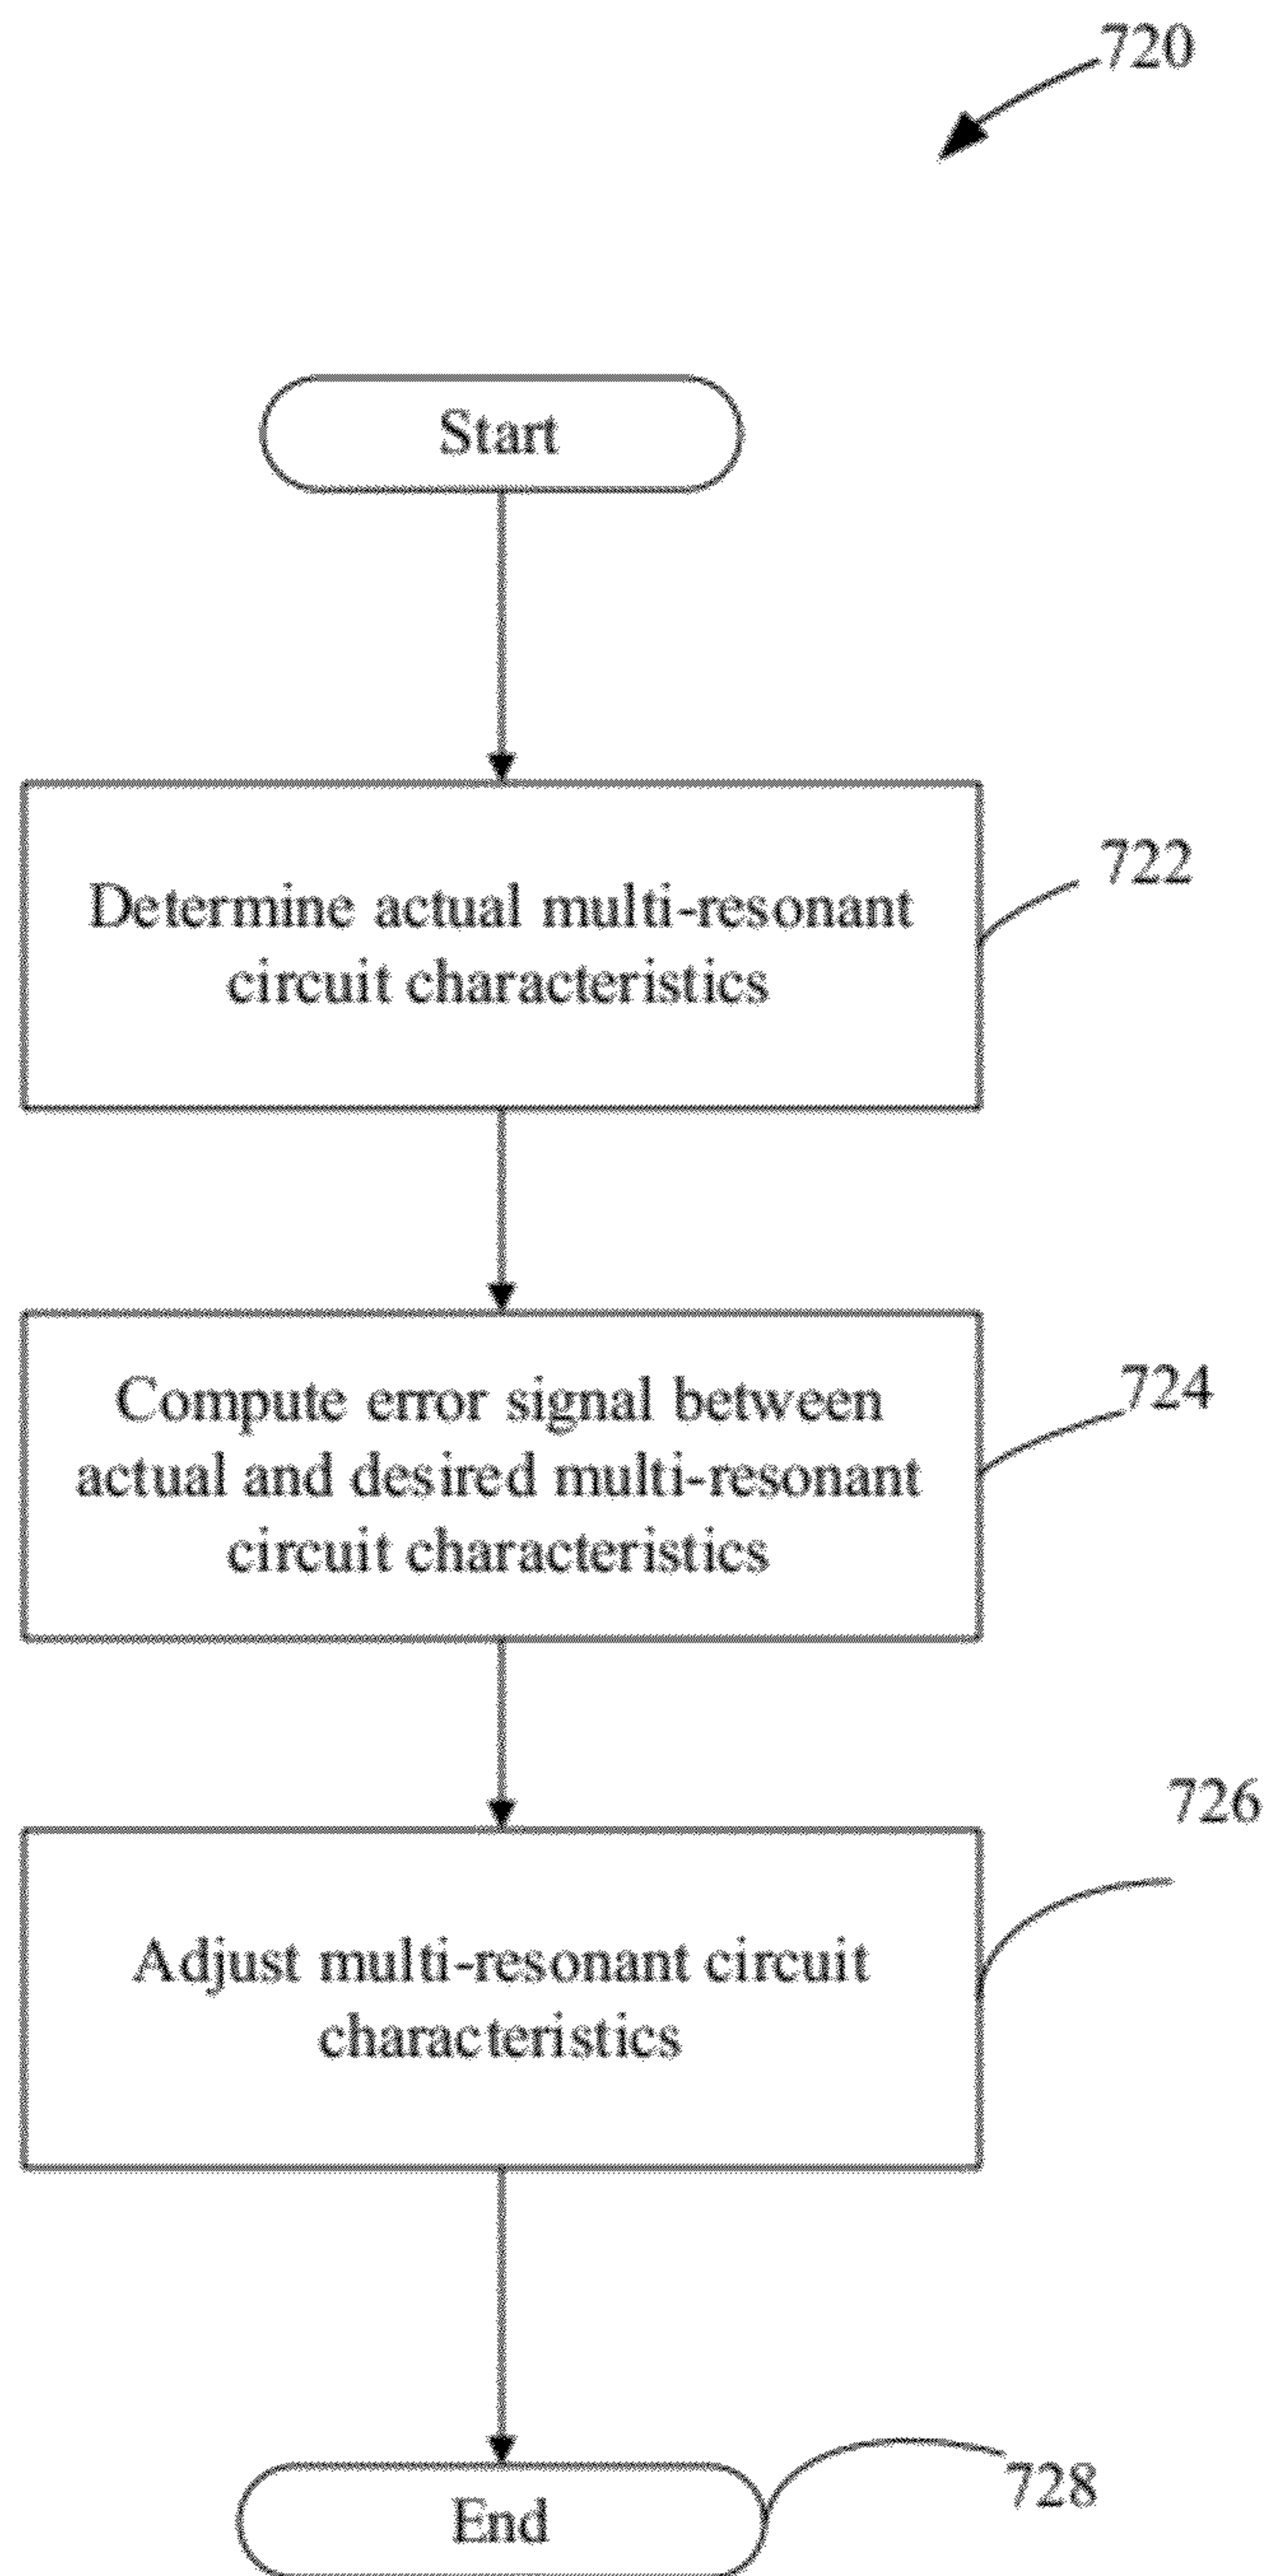 720
Start
Determine actual multi-resonant
circuit characteristics
722
Compute error signal between
actual and desired multi-resonant
circuit characteristics
724
Adjust multi-resonant circuit
characteristics
726
End
728